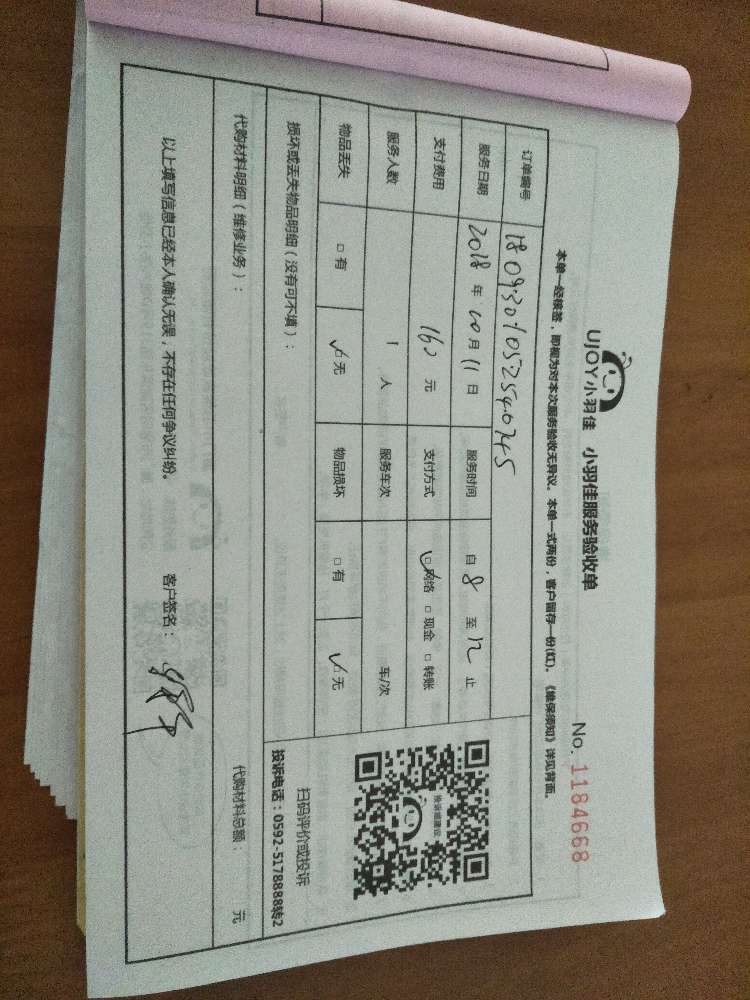 UJOY小羽佳 小羽佳服务验收单
No. 1184668
本单一经核签，即视为对本次服务验收无异议。本单一式两份，客户留存一份(红)。《维保须知》详见背面。
订单编号 1809301052540745
服务日期 2018 年 10 月 11 日 服务时间 自 8 至 12 止
支付费用 160 元 支付方式 ☑网络 □现金 □转账
服务人数 1 人 服务车次 车/次
物品丢失 □有 ☑无 物品损坏 □有 ☑无
投诉或建议
扫码评价或投诉
投诉电话：0592-5178888转2
损坏或丢失物品明细（没有可不填）：
代购材料明细（维修业务）： 代购材料总额： 元
以上填写信息已经本人确认无误，不存在任何争议纠纷。 客户签名：